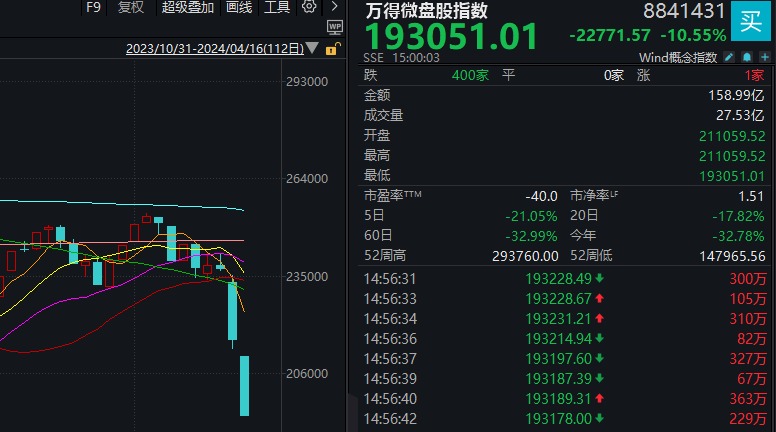 F9 复权 超级叠加 画线 工具
WP
2023/10/31-2024/04/16(112日)
293000
264000
235000
206000
万得微盘股指数 8841431
193051.01 -22771.57 -10.55%
买
SSE 15:00:03 Wind概念指数
跌 400家 平 0家 涨 1家
金额 158.99亿
成交量 27.53亿
开盘 211059.52
最高 211059.52
最低 193051.01
市盈率TTM -40.0 市净率LF 1.51
5日 -21.05% 20日 -17.82%
60日 -32.99% 今年 -32.78%
52周高 293760.00 52周低 147965.56
14:56:31 193228.49 300万
14:56:33 193228.67 105万
14:56:34 193231.21 310万
14:56:36 193214.94 82万
14:56:37 193197.60 327万
14:56:39 193187.39 67万
14:56:40 193189.31 363万
14:56:42 193178.00 229万